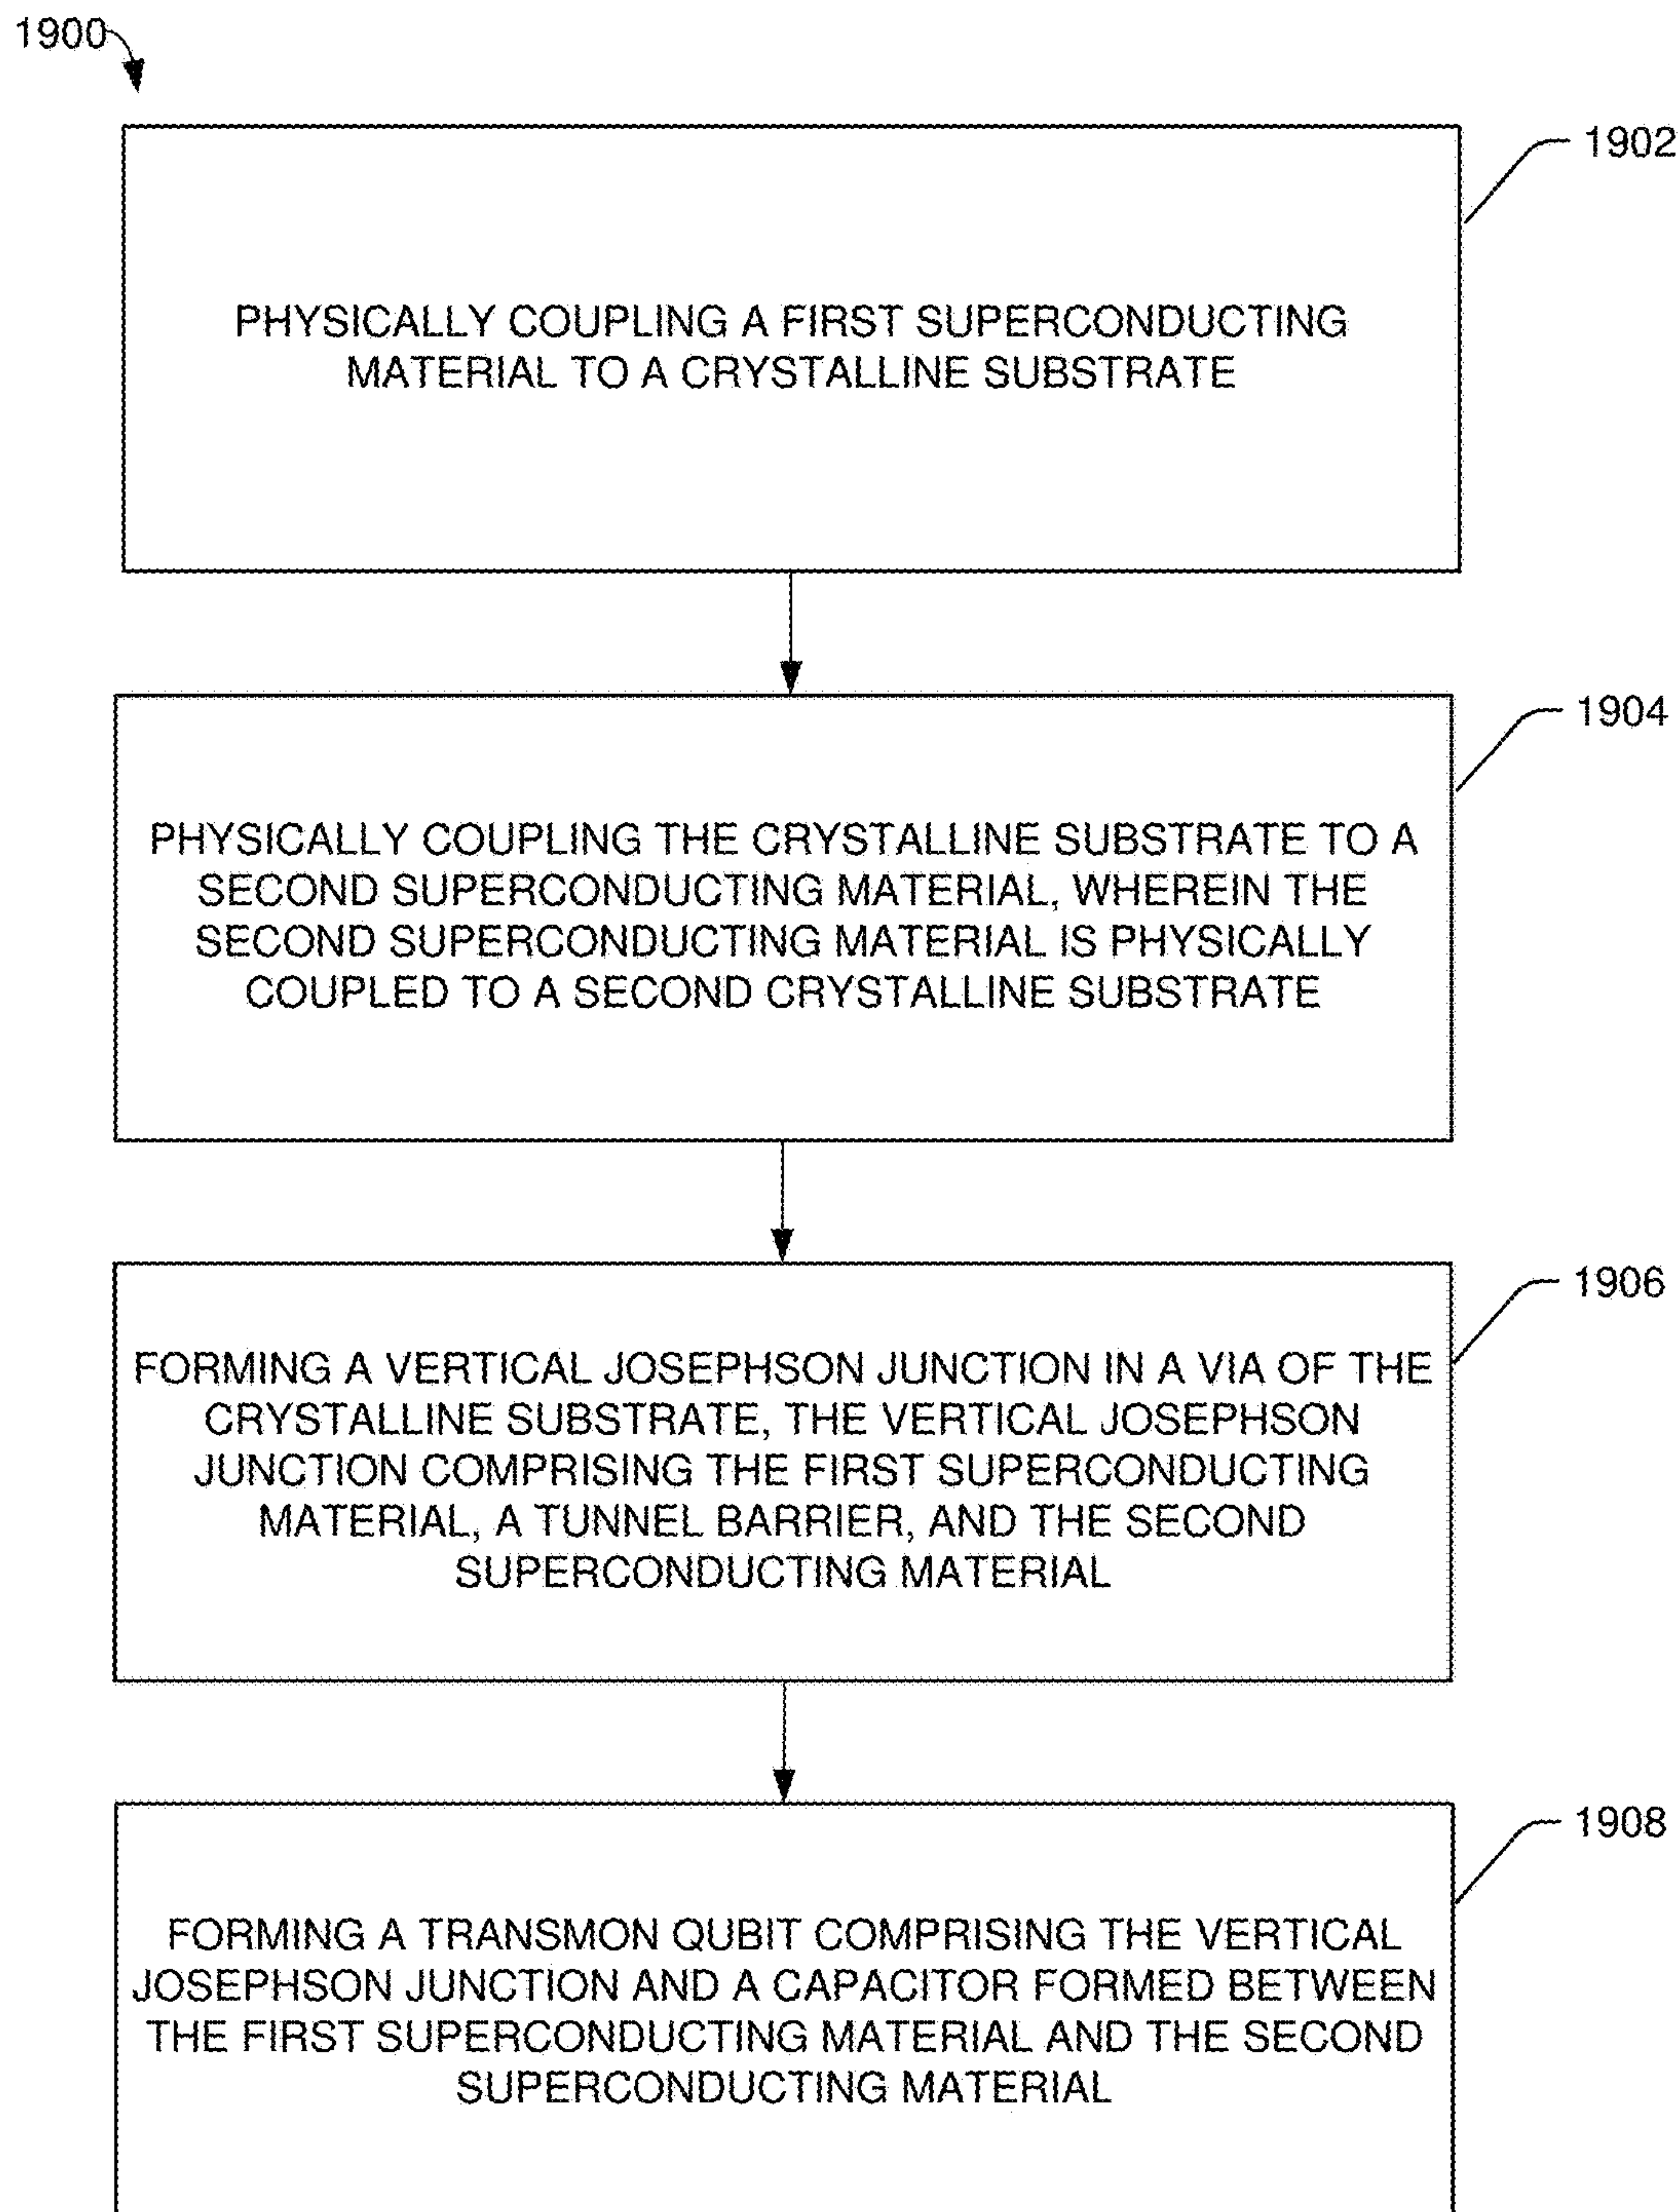 1900
1902
PHYSICALLY COUPLING A FIRST SUPERCONDUCTING
MATERIAL TO A CRYSTALLINE SUBSTRATE
1904
PHYSICALLY COUPLING THE CRYSTALLINE SUBSTRATE TO A
SECOND SUPERCONDUCTING MATERIAL, WHEREIN THE
SECOND SUPERCONDUCTING MATERIAL IS PHYSICALLY
COUPLED TO A SECOND CRYSTALLINE SUBSTRATE
1906
FORMING A VERTICAL JOSEPHSON JUNCTION IN A VIA OF THE
CRYSTALLINE SUBSTRATE, THE VERTICAL JOSEPHSON
JUNCTION COMPRISING THE FIRST SUPERCONDUCTING
MATERIAL, A TUNNEL BARRIER, AND THE SECOND
SUPERCONDUCTING MATERIAL
1908
FORMING A TRANSMON QUBIT COMPRISING THE VERTICAL
JOSEPHSON JUNCTION AND A CAPACITOR FORMED BETWEEN
THE FIRST SUPERCONDUCTING MATERIAL AND THE SECOND
SUPERCONDUCTING MATERIAL